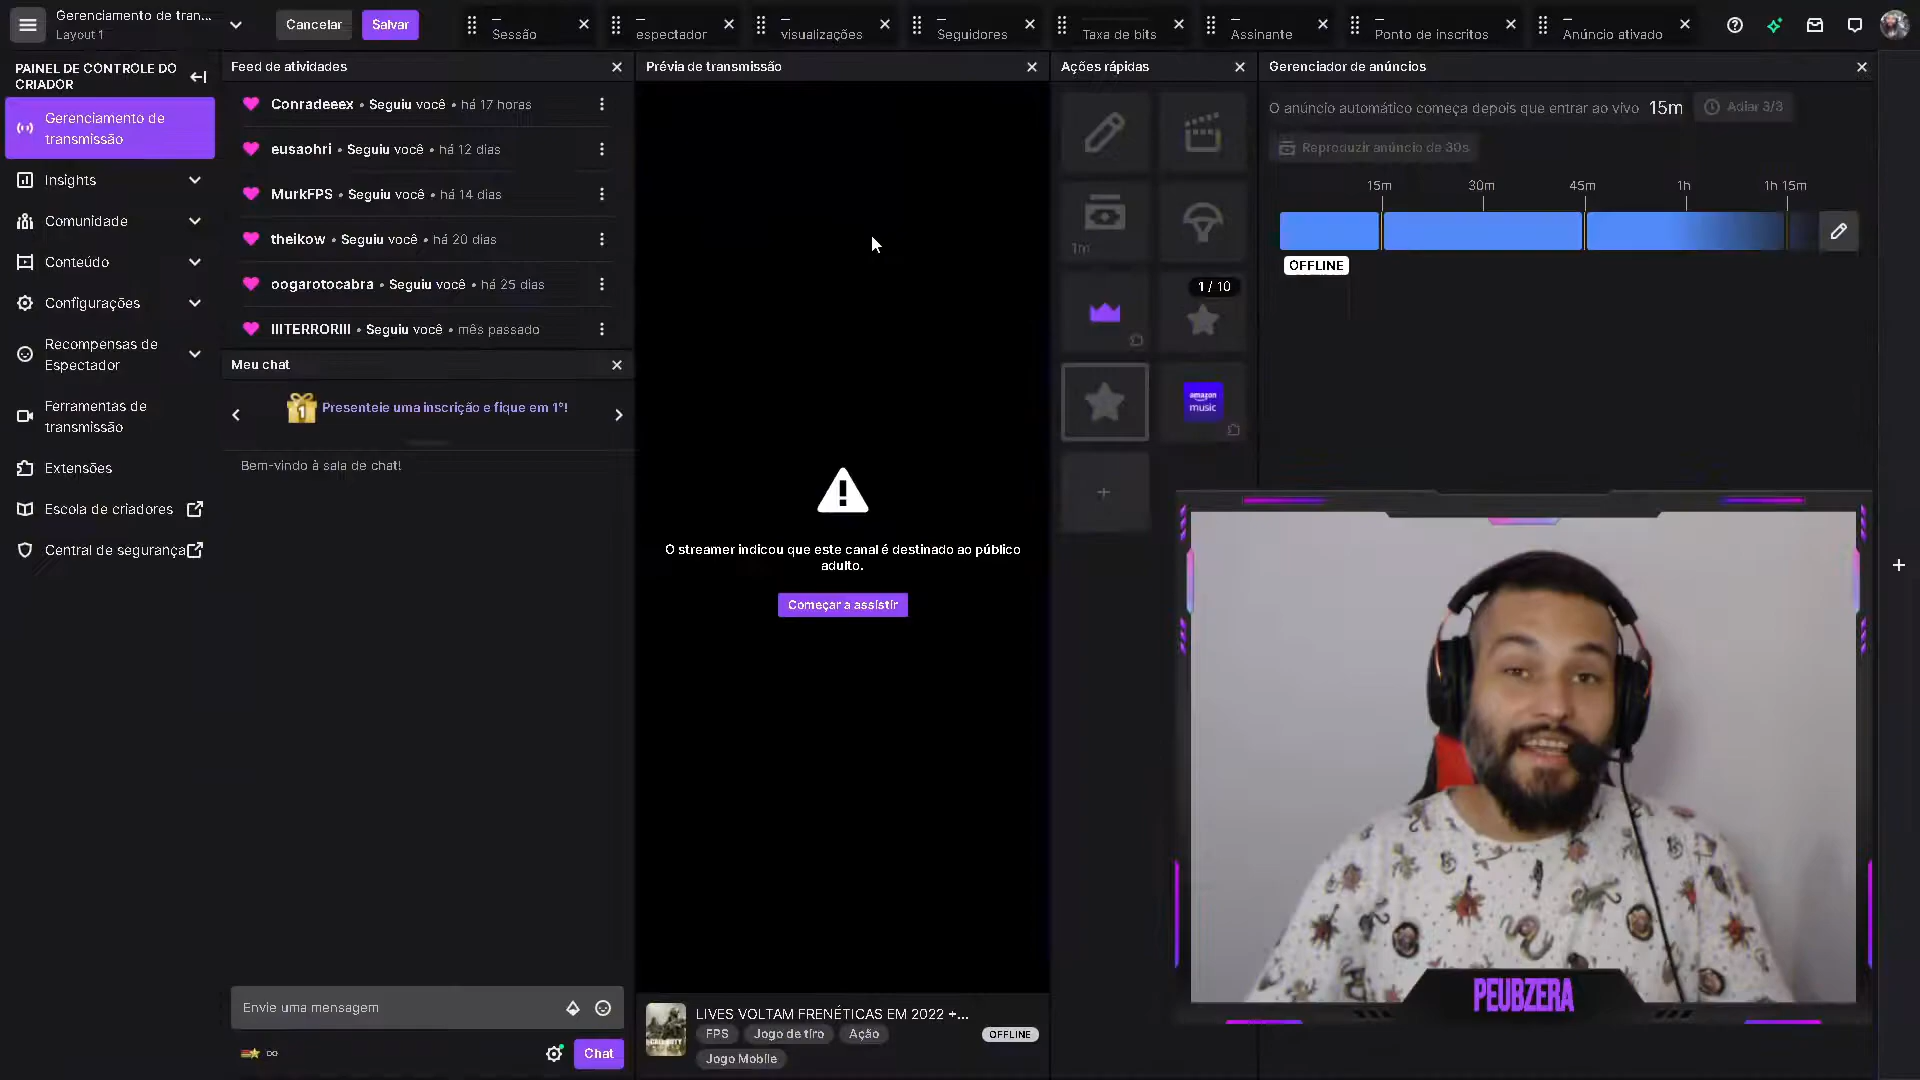 Gerenciamento de tran...
Layout 1
Cancelar
Salvar
Sessão
espectador
visualizações
Seguidores
Taxa de bits
Assinante
Ponto de inscritos
Anúncio ativado
PAINEL DE CONTROLE DO
CRIADOR
Gerenciamento de
transmissão
Insights
Comunidade
Conteúdo
Configurações
Recompensas de
Espectador
Ferramentas de
transmissão
Extensões
Escola de criadores
Central de segurança
Feed de atividades
Conradeeex • Seguiu você • há 17 horas
eusaohri • Seguiu você • há 12 dias
MurkFPS • Seguiu você • há 14 dias
theikow • Seguiu você • há 20 dias
oogarotocabra • Seguiu você • há 25 dias
IIITERRORIII • Seguiu você • mês passado
Meu chat
1
Presenteie uma inscrição e fique em 1º!
Bem-vindo à sala de chat!
Envie uma mensagem
Chat
Prévia de transmissão
O streamer indicou que este canal é destinado ao público
adulto.
Começar a assistir
LIVES VOLTAM FRENÉTICAS EM 2022 +...
FPS
Jogo de tiro
Ação
Jogo Mobile
OFFLINE
Ações rápidas
1m
1 / 10
amazon
music
Gerenciador de anúncios
O anúncio automático começa depois que entrar ao vivo 15m
Adiar 3/3
Reproduzir anúncio de 30s
15m
30m
45m
1h
1h 15m
OFFLINE
PEUBZERA